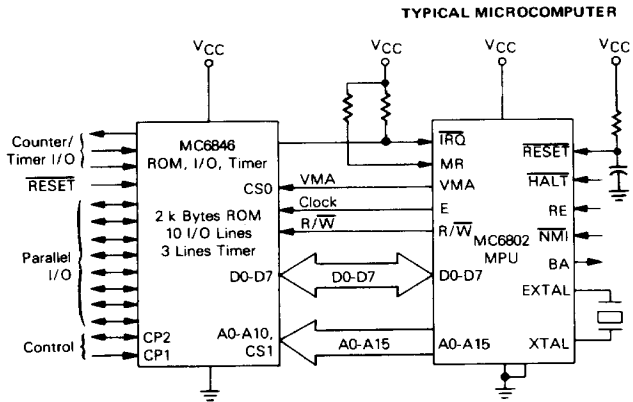 TYPICAL MICROCOMPUTER
VCC
VCC
VCC
VCC
Counter/
Timer I/O
RESET
Parallel
I/O
Control
MC6846
ROM, I/O, Timer
CS0
2 k Bytes ROM
10 I/O Lines
3 Lines Timer
D0-D7
CP2
CP1
A0-A10,
CS1
VMA
Clock
R/W
D0-D7
A0-A15
IRQ
MR
VMA
E
R/W
MC6802
MPU
D0-D7
A0-A15
RESET
HALT
RE
NMI
BA
EXTAL
XTAL